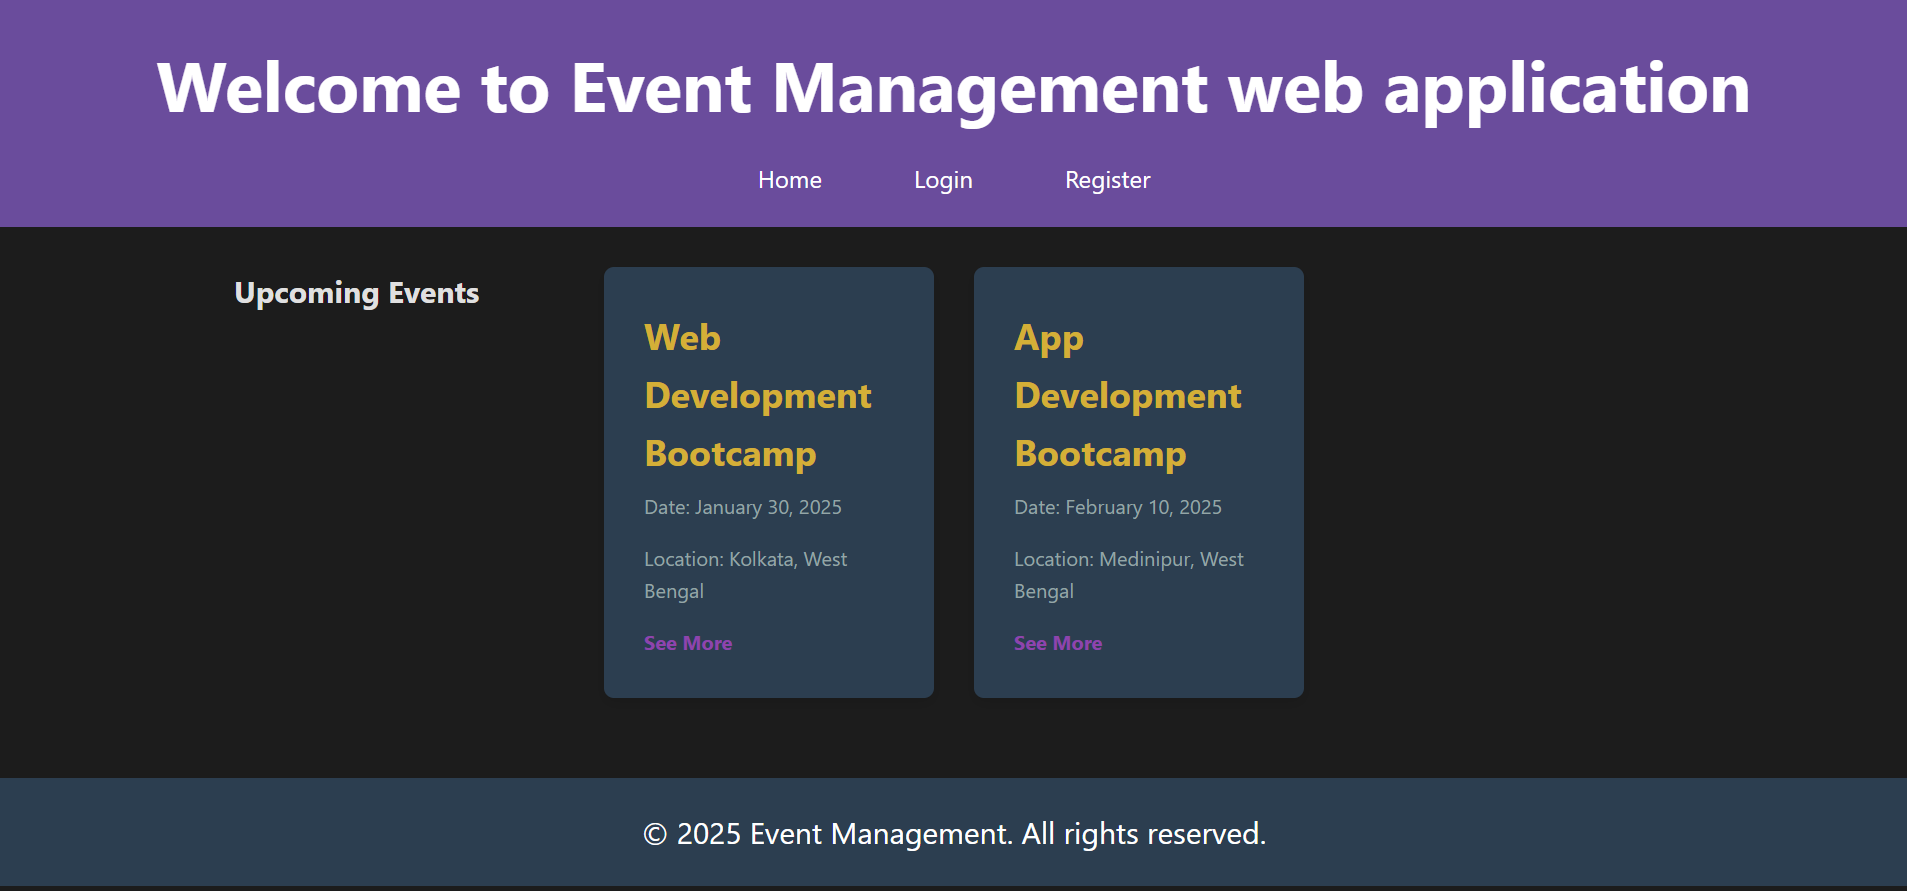 Welcome to Event Management web application
Home Login Register
Upcoming Events
Web
Development
Bootcamp
Date: January 30, 2025
Location: Kolkata, West
Bengal
See More
App
Development
Bootcamp
Date: February 10, 2025
Location: Medinipur, West
Bengal
See More
© 2025 Event Management. All rights reserved.